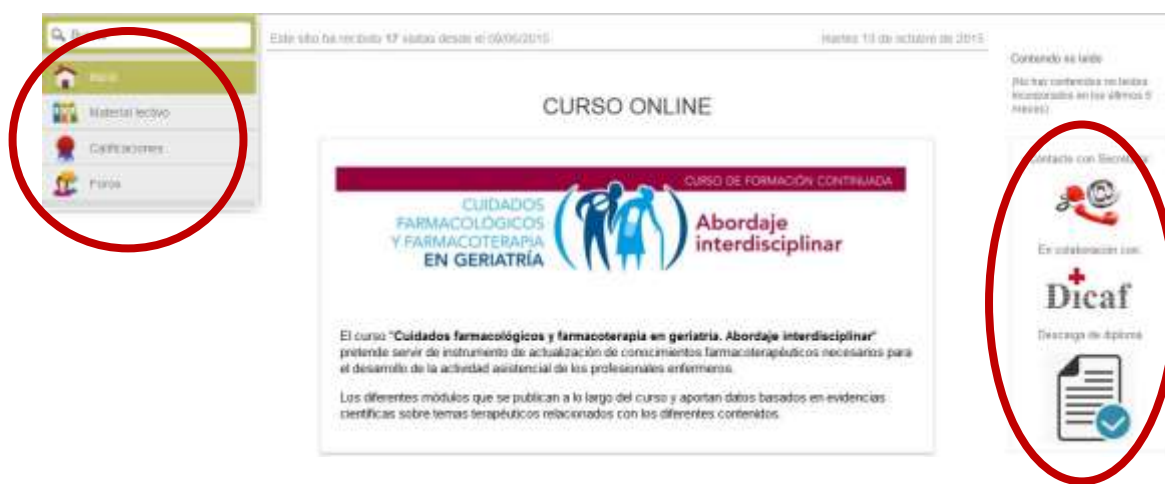 Inicio
Material lectivo
Calificaciones
Foros
Este sitio ha recibido 17 visitas desde el 09/06/2015
Martes 13 de octubre de 2015
CURSO ONLINE
CURSO DE FORMACIÓN CONTINUADA
CUIDADOS
FARMACOLÓGICOS
Y FARMACOTERAPIA
EN GERIATRÍA
Abordaje
interdisciplinar
El curso "Cuidados farmacológicos y farmacoterapia en geriatria. Abordaje interdisciplinar"
pretende servir de instrumento de actualización de conocimientos farmacoterapéuticos necesarios para
el desarrollo de la actividad asistencial de los profesionales enfermeros.
Los diferentes módulos que se publican a lo largo del curso y aportan datos basados en evidencias
científicas sobre temas terapéuticos relacionados con los diferentes contenidos.
Contenido no leído
(No hay contenidos no leídos
incorporados en los últimos 6
meses)
Contacte con Secretaría
En colaboración con:
Dicaf
Descarga de diploma